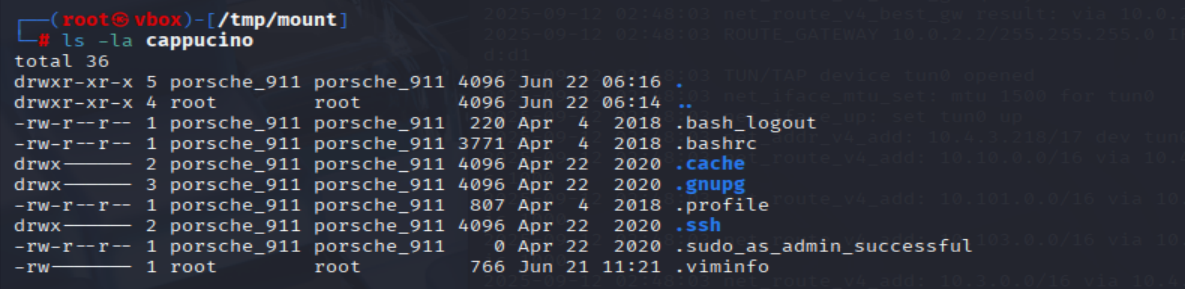 ┌──(root㉿vbox)-[/tmp/mount]
└─# ls -la cappucino
total 36
drwxr-xr-x 5 porsche_911 porsche_911 4096 Jun 22 06:16 .
drwxr-xr-x 4 root        root        4096 Jun 22 06:14 ..
-rw-r--r-- 1 porsche_911 porsche_911  220 Apr  4  2018 .bash_logout
-rw-r--r-- 1 porsche_911 porsche_911 3771 Apr  4  2018 .bashrc
drwx------ 2 porsche_911 porsche_911 4096 Apr 22  2020 .cache
drwx------ 3 porsche_911 porsche_911 4096 Apr 22  2020 .gnupg
-rw-r--r-- 1 porsche_911 porsche_911  807 Apr  4  2018 .profile
drwx------ 2 porsche_911 porsche_911 4096 Apr 22  2020 .ssh
-rw-r--r-- 1 porsche_911 porsche_911    0 Apr 22  2020 .sudo_as_admin_successful
-rw------- 1 root        root         766 Jun 21 11:21 .viminfo